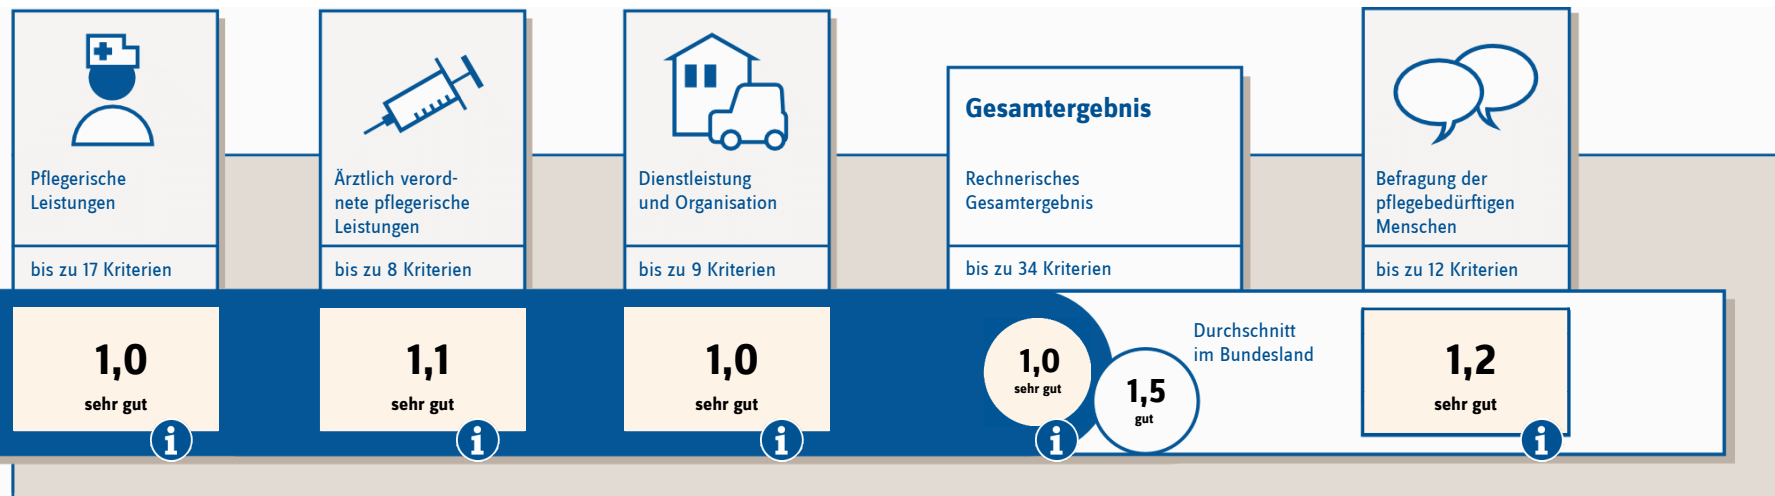 Pflegerische
Leistungen
bis zu 17 Kriterien
1,0
sehr gut
i
Ärztlich verord-
nete pflegerische
Leistungen
bis zu 8 Kriterien
1,1
sehr gut
i
Dienstleistung
und Organisation
bis zu 9 Kriterien
1,0
sehr gut
i
Gesamtergebnis
Rechnerisches
Gesamtergebnis
bis zu 34 Kriterien
1,0
sehr gut
i
1,5
gut
Durchschnitt
im Bundesland
Befragung der
pflegebedürftigen
Menschen
bis zu 12 Kriterien
1,2
sehr gut
i